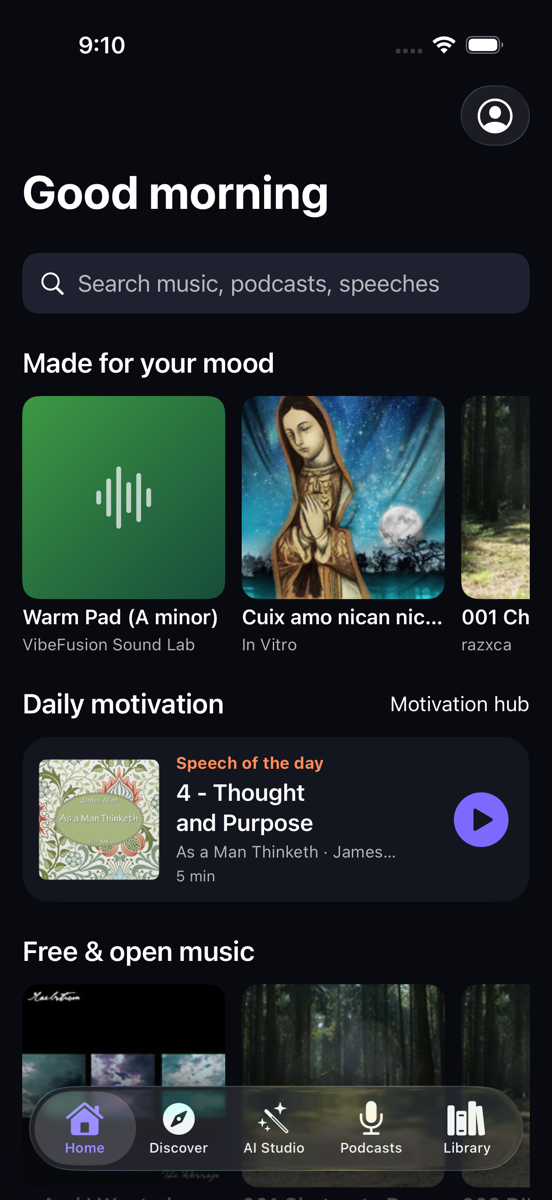 9:10
Good morning
Search music, podcasts, speeches
Made for your mood
Warm Pad (A minor)
VibeFusion Sound Lab
Cuix amo nican nic...
In Vitro
001 Ch
razxca
Daily motivation
Motivation hub
Speech of the day
4 - Thought
and Purpose
As a Man Thinketh · James...
5 min
James Allen
As a Man Thinketh
Free & open music
Maelstrom
Home
Discover
AI Studio
Podcasts
Library